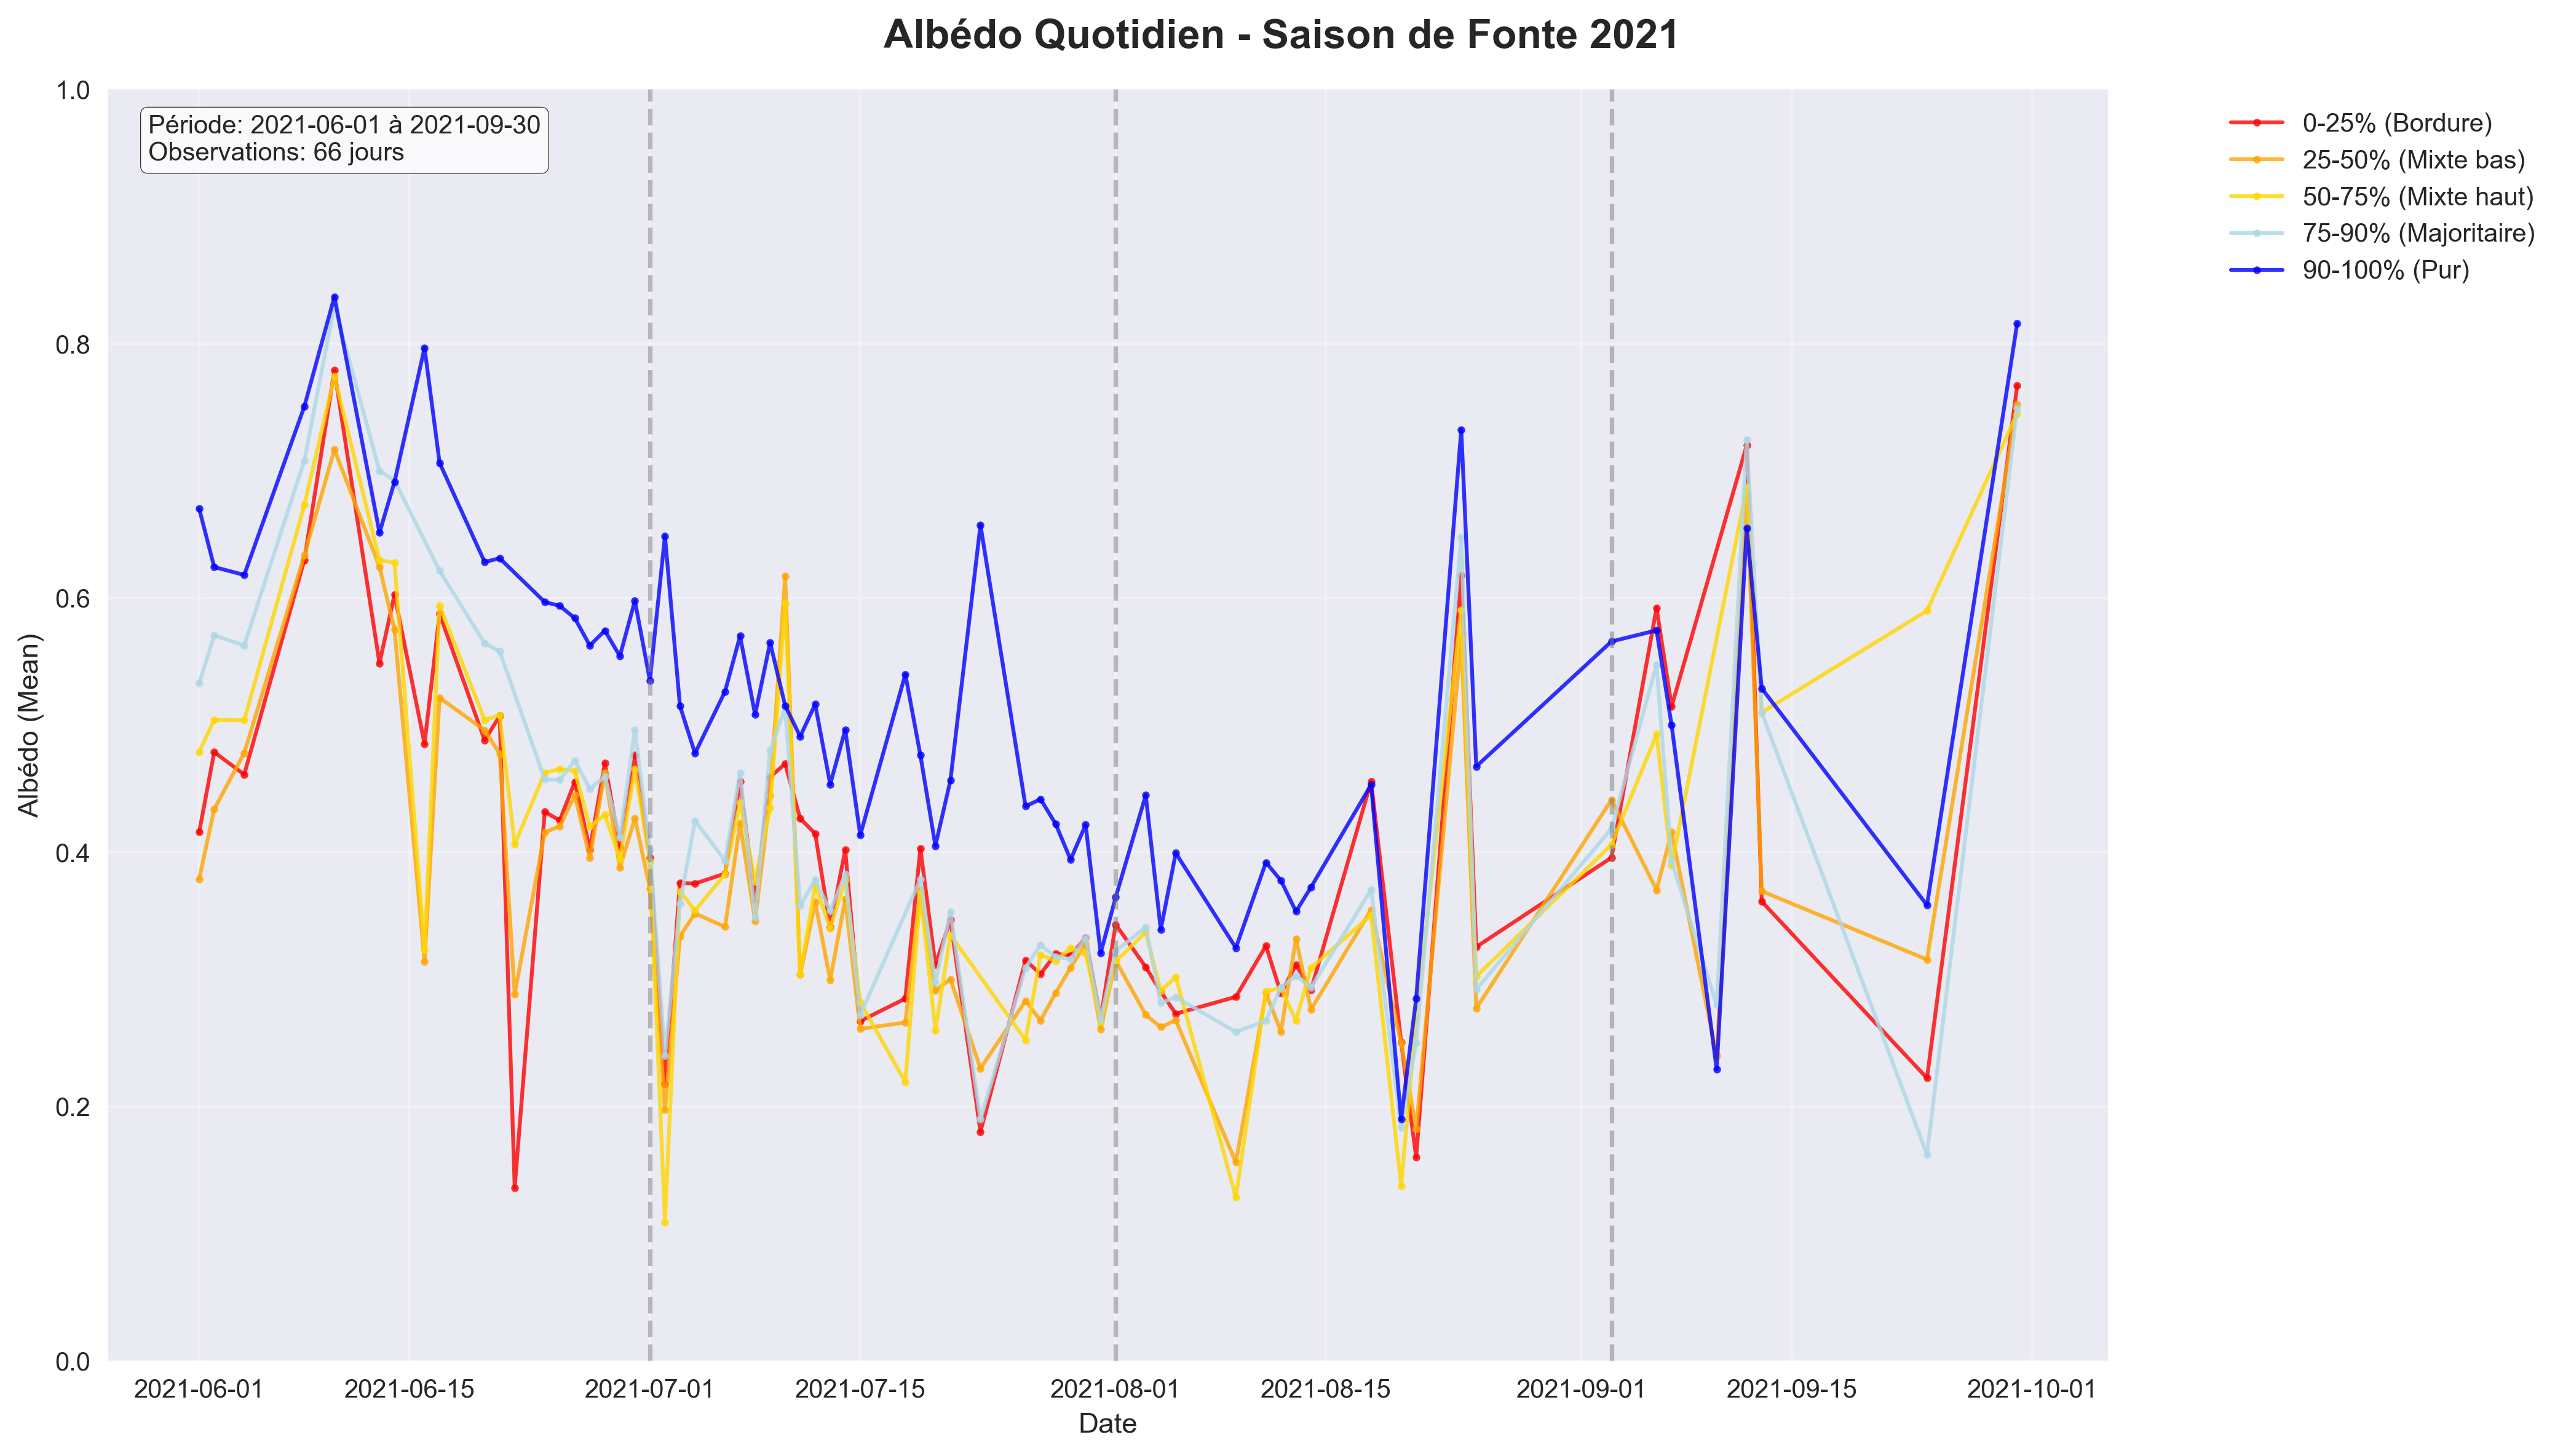 Albédo Quotidien - Saison de Fonte 2021
1.0
0.8
0.6
0.4
0.2
0.0
Albédo (Mean)
Période: 2021-06-01 à 2021-09-30
Observations: 66 jours
0-25% (Bordure)
25-50% (Mixte bas)
50-75% (Mixte haut)
75-90% (Majoritaire)
90-100% (Pur)
2021-06-01
2021-06-15
2021-07-01
2021-07-15
2021-08-01
2021-08-15
2021-09-01
2021-09-15
2021-10-01
Date